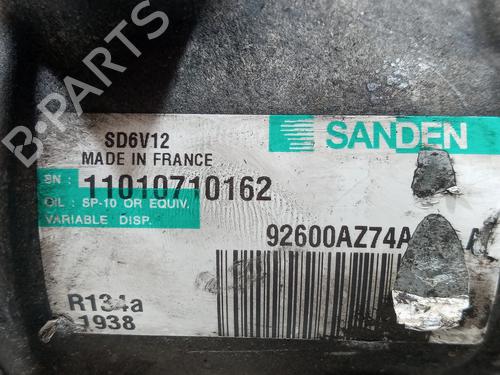 SD6V12
SANDEN
MADE IN FRANCE
SN : 11010710162
OIL : SP-10 OR EQUIV.
VARIABLE DISP.
92600AZ74A
R134a
1938
B-PARTS